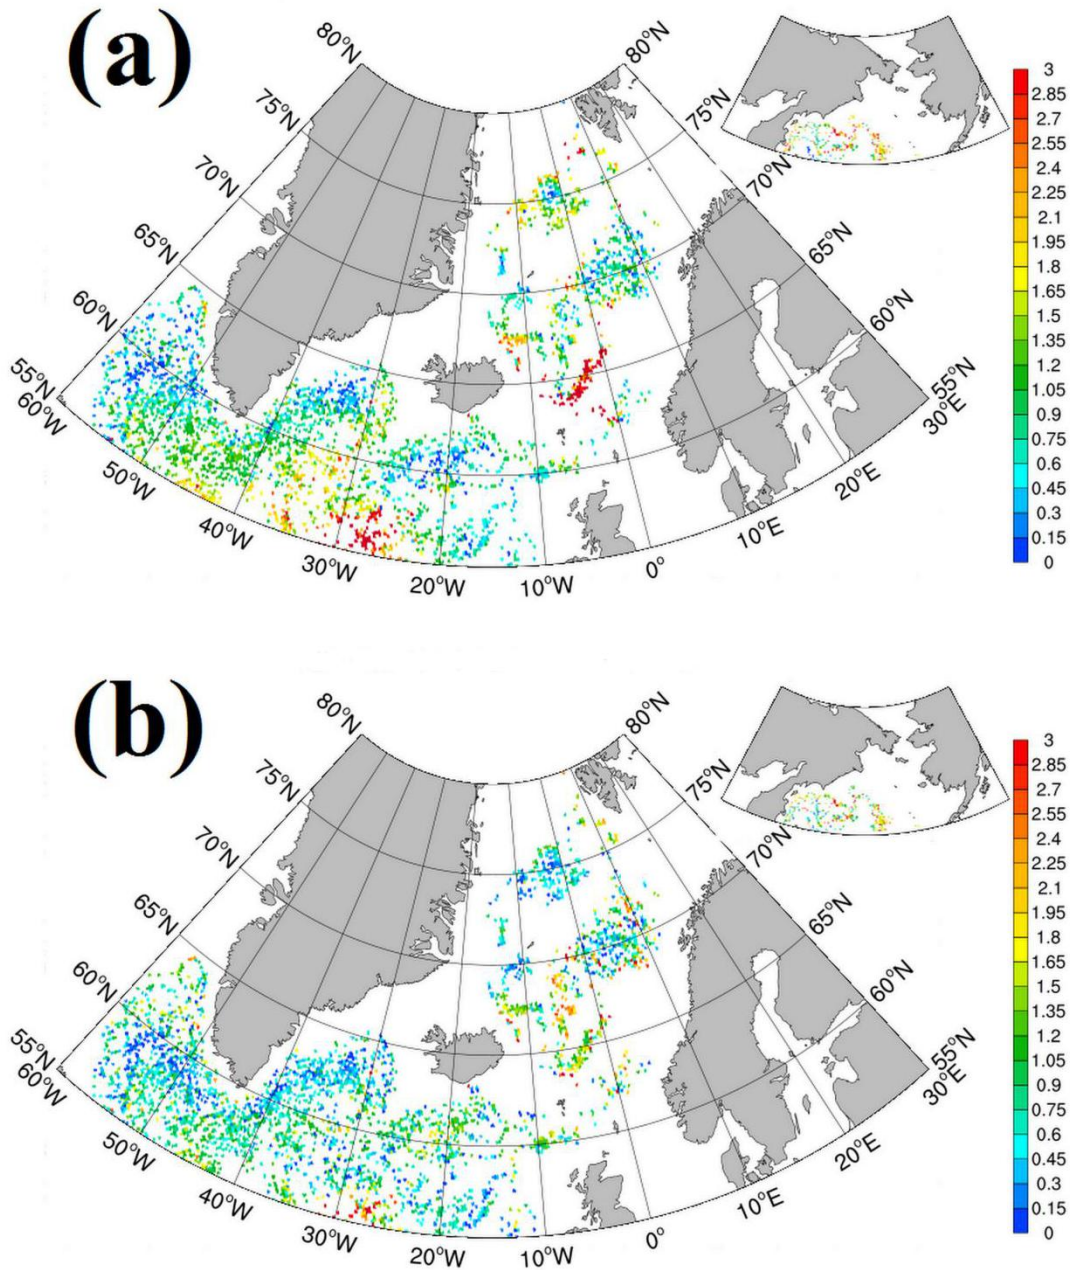 (a)
80°N
80°N
75°N
75°N
70°N
70°N
65°N
65°N
60°N
60°N
55°N
55°N
60°W
50°W
40°W
30°W
20°W
10°W
0°
10°E
20°E
30°E
3
2.85
2.7
2.55
2.4
2.25
2.1
1.95
1.8
1.65
1.5
1.35
1.2
1.05
0.9
0.75
0.6
0.45
0.3
0.15
0
(b)
80°N
80°N
75°N
75°N
70°N
70°N
65°N
65°N
60°N
60°N
55°N
55°N
60°W
50°W
40°W
30°W
20°W
10°W
0°
10°E
20°E
30°E
3
2.85
2.7
2.55
2.4
2.25
2.1
1.95
1.8
1.65
1.5
1.35
1.2
1.05
0.9
0.75
0.6
0.45
0.3
0.15
0